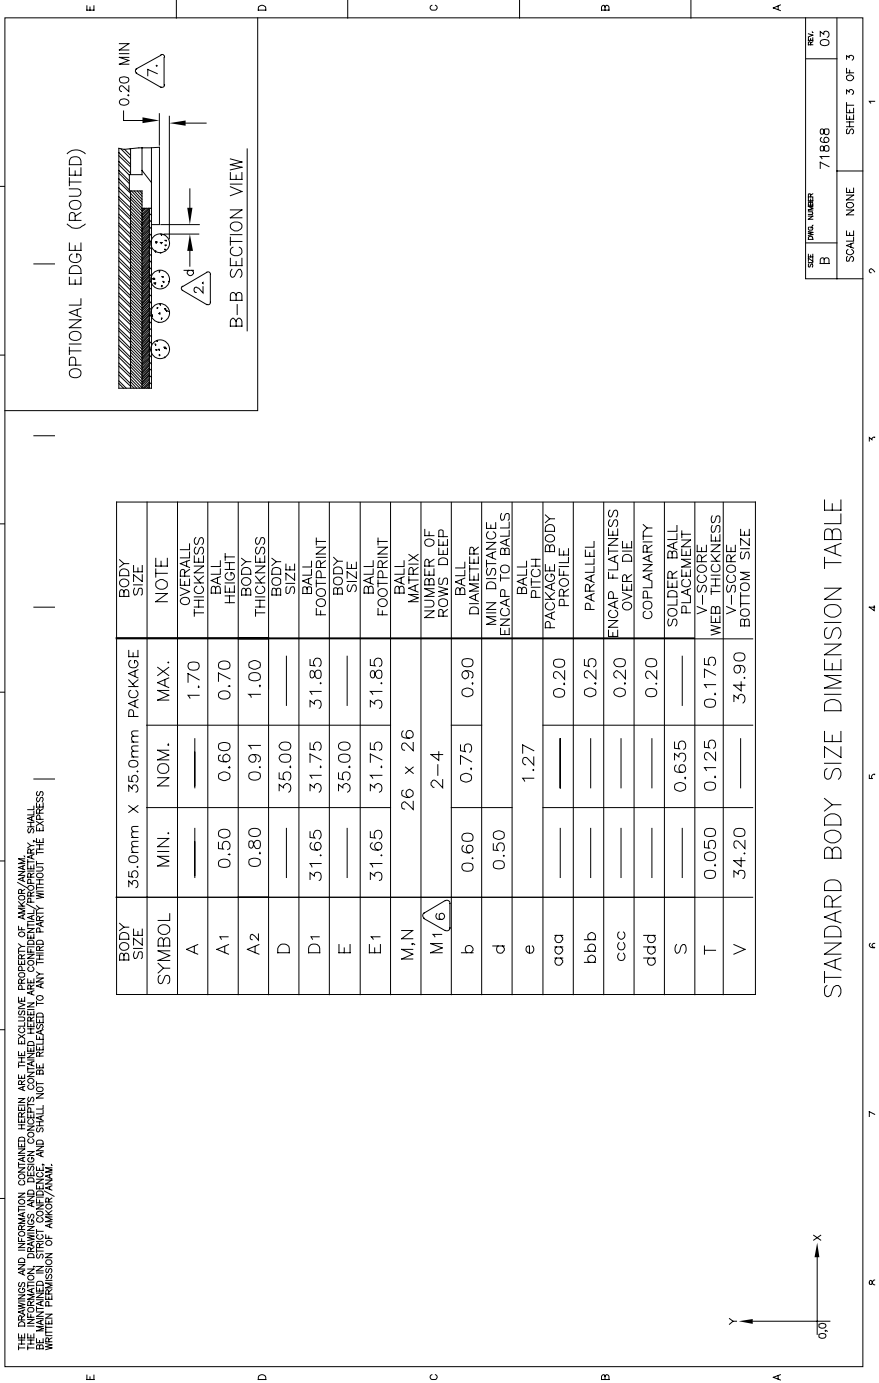 THE DRAWINGS AND INFORMATION CONTAINED HEREIN ARE THE EXCLUSIVE PROPERTY OF AMKOR/ANAM.
THE INFORMATION, DRAWINGS AND DESIGN CONCEPTS CONTAINED HEREIN ARE CONFIDENTIAL/PROPRIETARY, SHALL
BE MAINTAINED IN STRICT CONFIDENCE, AND SHALL NOT BE RELEASED TO ANY THIRD PARTY WITHOUT THE EXPRESS
WRITTEN PERMISSION OF AMKOR/ANAM.
OPTIONAL EDGE (ROUTED)
0.20 MIN
7.
2.
d
B-B SECTION VIEW
BODY SIZE 35.0mm X 35.0mm PACKAGE BODY SIZE
SYMBOL MIN. NOM. MAX. NOTE
A — — 1.70 OVERALL THICKNESS
A1 0.50 0.60 0.70 BALL HEIGHT
A2 0.80 0.91 1.00 BODY THICKNESS
D — 35.00 — BODY SIZE
D1 31.65 31.75 31.85 BALL FOOTPRINT
E — 35.00 — BODY SIZE
E1 31.65 31.75 31.85 BALL FOOTPRINT
M,N 26 x 26 BALL MATRIX
M1 6 2-4 NUMBER OF ROWS DEEP
b 0.60 0.75 0.90 BALL DIAMETER
d 0.50 MIN DISTANCE ENCAP TO BALLS
e 1.27 BALL PITCH
aaa — — 0.20 PACKAGE BODY PROFILE
bbb — — 0.25 PARALLEL
ccc — — 0.20 ENCAP FLATNESS OVER DIE
ddd — — 0.20 COPLANARITY
S — 0.635 — SOLDER BALL PLACEMENT
T 0.050 0.125 0.175 V-SCORE WEB THICKNESS
V 34.20 — 34.90 V-SCORE BOTTOM SIZE
STANDARD BODY SIZE DIMENSION TABLE
Y
X
0,0
SIZE B
DWG. NUMBER 71868
REV. 03
SCALE NONE
SHEET 3 OF 3
8 7 6 5 4 3 2 1
E E
D D
C C
B B
A A